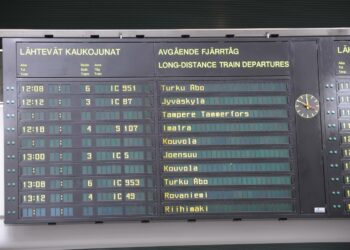 LÄHTEVÄT KAUKOJUNAT
AVGÅENDE FJÄRRTÅG
LONG-DISTANCE TRAIN DEPARTURES
12:08 6 IC 951 Turku Åbo
12:12 3 IC 87 Jyväskylä
Tampere Tammerfors
12:18 4 S 107 Imatra
Kouvola
13:00 3 IC 5 Joensuu
Kouvola
13:08 6 IC 953 Turku Åbo
13:12 4 IC 49 Rovaniemi
Riihimäki